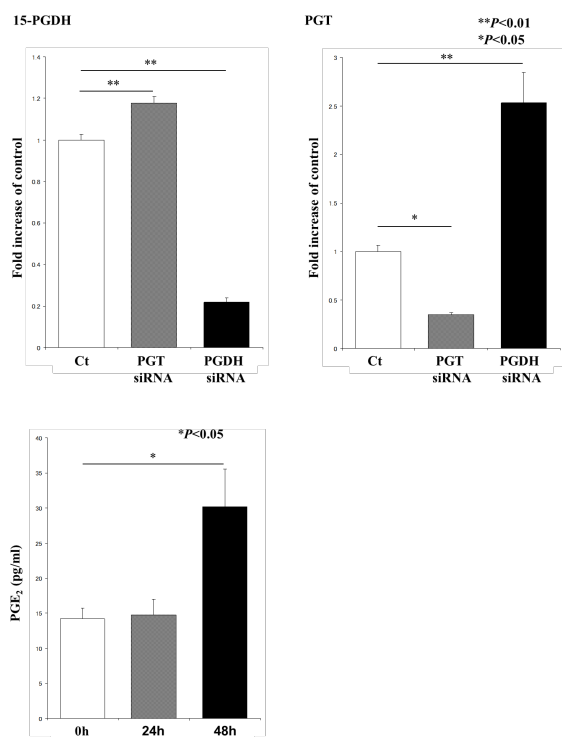 15-PGDH
PGT
**P<0.01
*P<0.05
Fold increase of control
1.4
1.2
1
0.8
0.6
0.4
0.2
0
**
**
Ct
PGT
PGDH
siRNA
siRNA
Fold increase of control
3
2.5
2
1.5
1
0.5
0
**
*
Ct
PGT
PGDH
siRNA
siRNA
*P<0.05
PGE2 (pg/ml)
40
35
30
25
20
15
10
5
0
*
0h
24h
48h